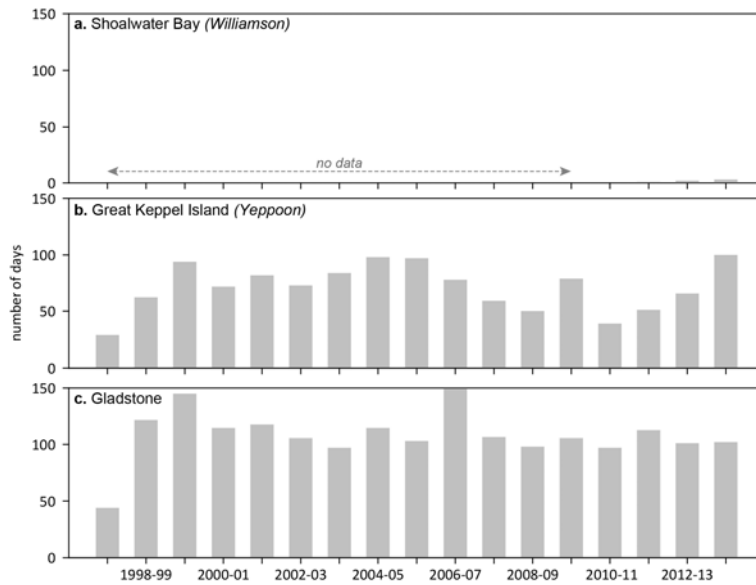 150
a. Shoalwater Bay (Williamson)
100
50
no data
0
150
b. Great Keppel Island (Yeppoon)
100
number of days
50
0
150
c. Gladstone
100
50
0
1998-99 2000-01 2002-03 2004-05 2006-07 2008-09 2010-11 2012-13